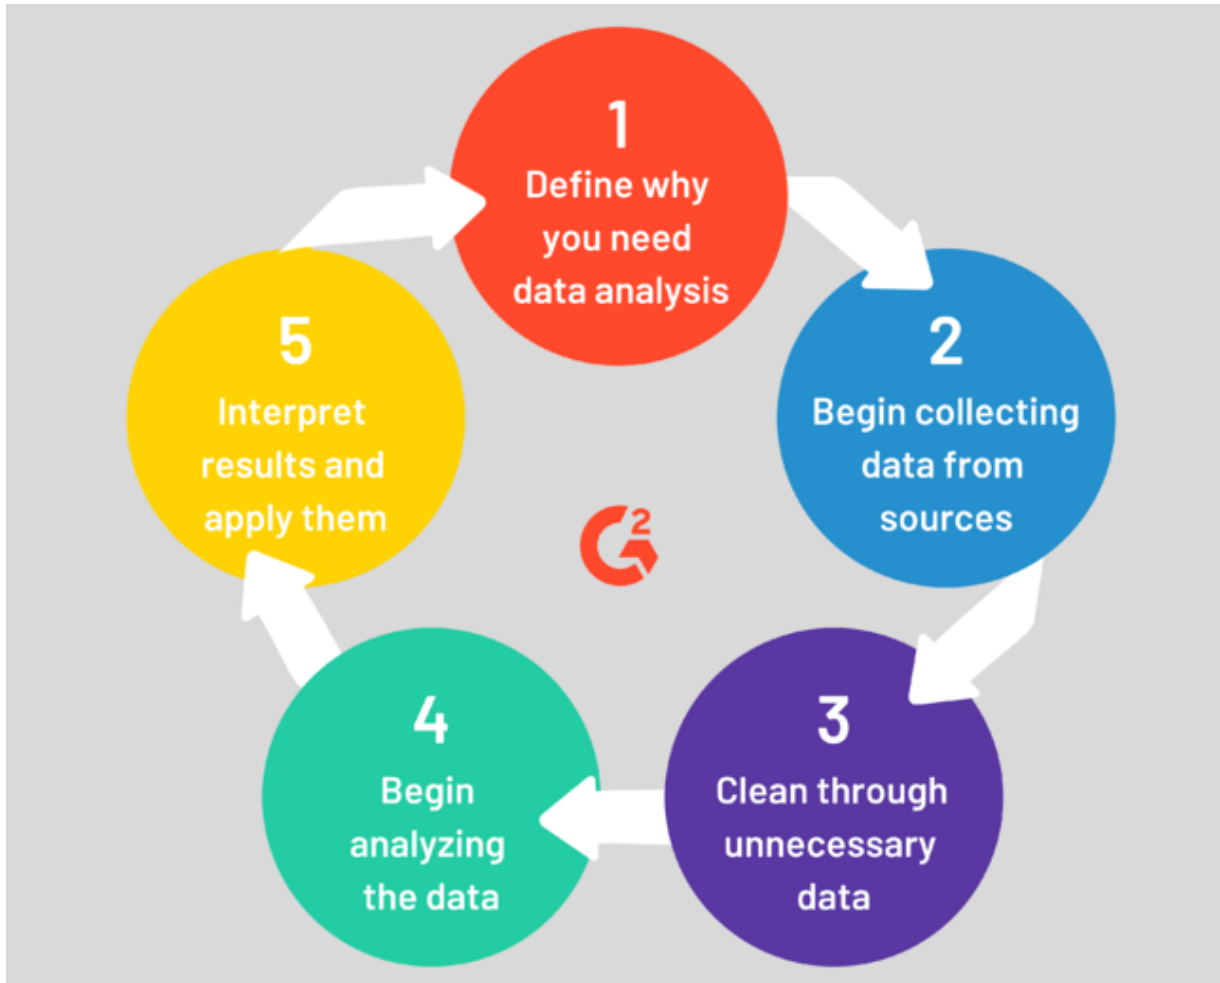 1
Define why
you need
data analysis
2
Begin collecting
data from
sources
3
Clean through
unnecessary
data
4
Begin
analyzing
the data
5
Interpret
results and
apply them
G2